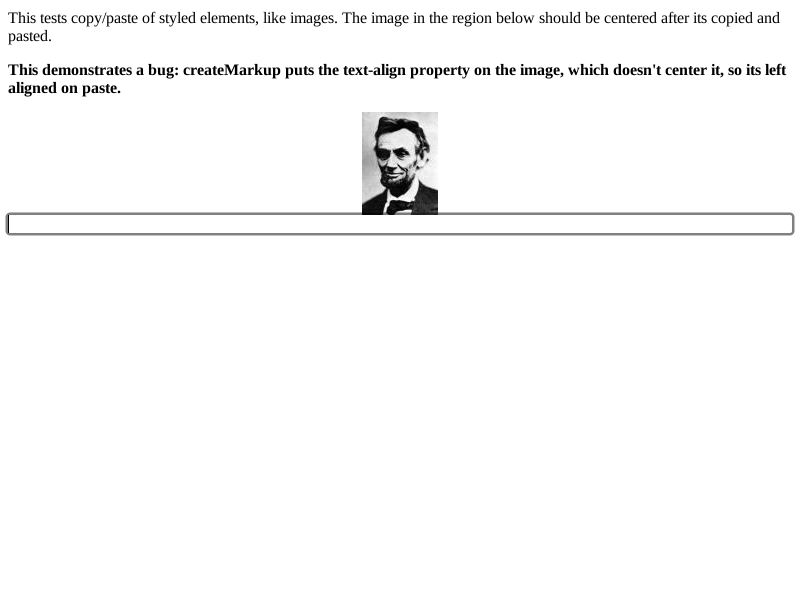 This tests copy/paste of styled elements, like images. The image in the region below should be centered after its copied and
pasted.
This demonstrates a bug: createMarkup puts the text-align property on the image, which doesn't center it, so its left
aligned on paste.